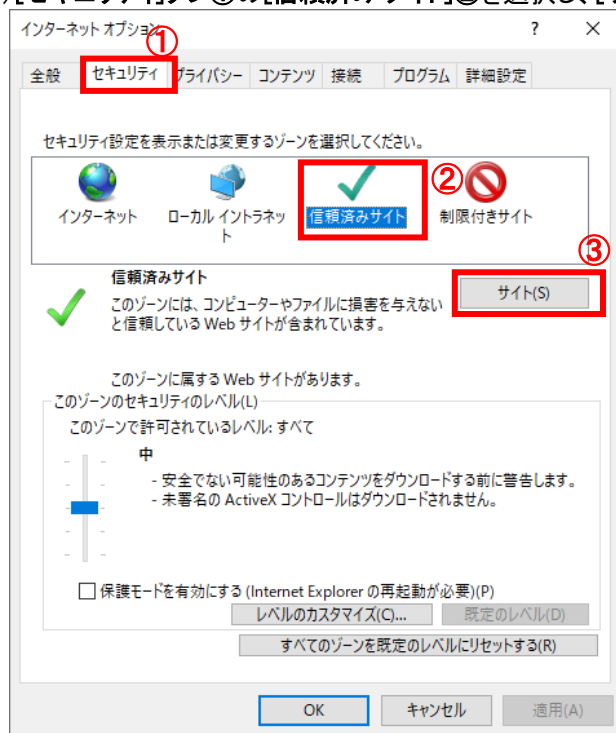 インターネット オプション ? ×
①
全般 セキュリティ プライバシー コンテンツ 接続 プログラム 詳細設定
セキュリティ設定を表示または変更するゾーンを選択してください。
②
インターネット ローカル イントラネット 信頼済みサイト 制限付きサイト
③
信頼済みサイト
サイト(S)
このゾーンには、コンピューターやファイルに損害を与えない
と信頼している Web サイトが含まれています。
このゾーンに属する Web サイトがあります。
このゾーンのセキュリティのレベル(L)
このゾーンで許可されているレベル: すべて
中
- 安全でない可能性のあるコンテンツをダウンロードする前に警告します。
- 未署名の ActiveX コントロールはダウンロードされません。
保護モードを有効にする (Internet Explorer の再起動が必要)(P)
レベルのカスタマイズ(C)... 既定のレベル(D)
すべてのゾーンを既定のレベルにリセットする(R)
OK キャンセル 適用(A)